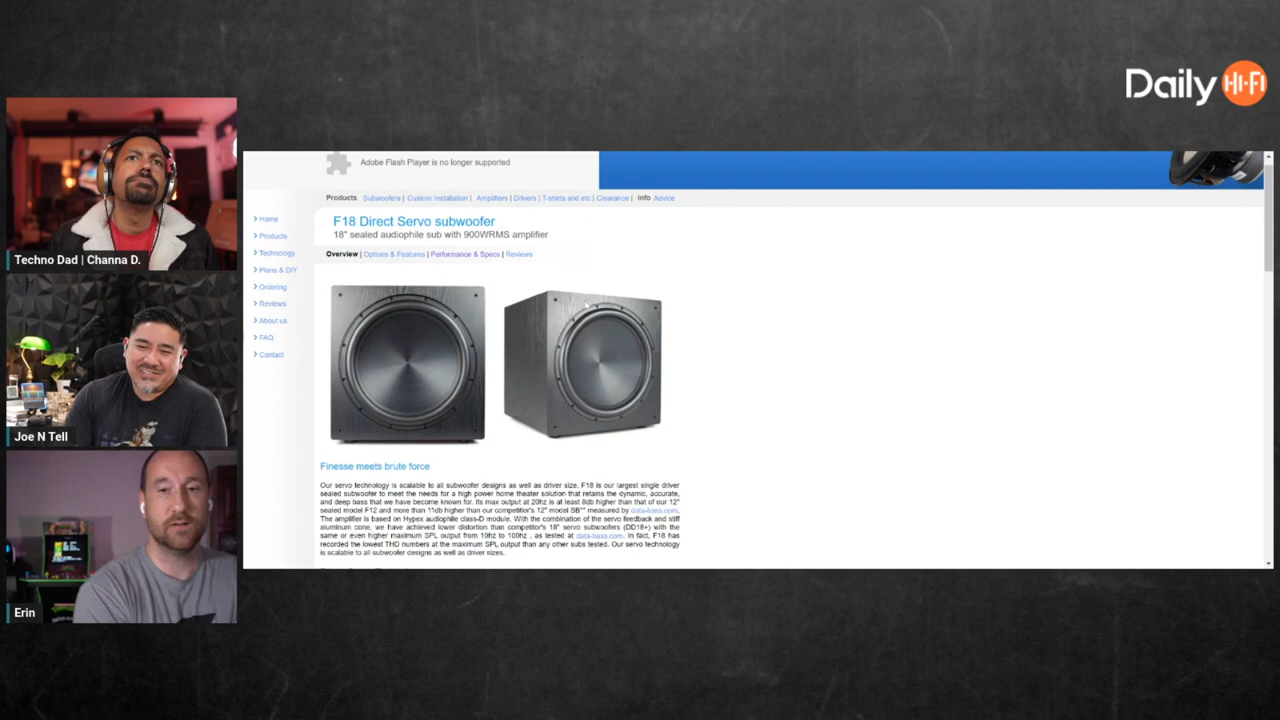 Daily HI-FI
Techno Dad | Channa D.
Joe N Tell
Erin
Adobe Flash Player is no longer supported
Products Subwoofers | Custom Installation | Amplifiers | Drivers | T-shirts and etc | Clearance | Info Advice
Home
Products
Technology
Plans & DIY
Ordering
Reviews
About us
FAQ
Contact
F18 Direct Servo subwoofer
18" sealed audiophile sub with 900WRMS amplifier
Overview | Options & Features | Performance & Specs | Reviews
Finesse meets brute force
Our servo technology is scalable to all subwoofer designs as well as driver size. F18 is our largest single driver
sealed subwoofer to meet the needs for a high power home theater solution that retains the dynamic, accurate,
and deep bass that we have become known for. Its max output at 20hz is at least 8db higher than that of our 12"
sealed model F12 and more than 11db higher than our competitor's 12" model SB** measured by data-bass.com.
The amplifier is based on Hypex audiophile class-D module. With the combination of the servo feedback and stiff
aluminum cone, we have achieved lower distortion than competitor's 18" servo subwoofers (DD18+) with the
same or even higher maximum SPL output from 10hz to 100hz , as tested at data-bass.com. In fact, F18 has
recorded the lowest THD numbers at the maximum SPL output than any other subs tested. Our servo technology
is scalable to all subwoofer designs as well as driver sizes.